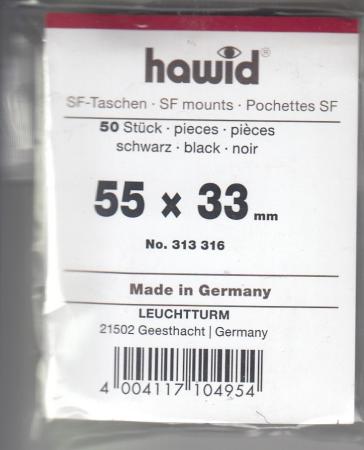 hawid®
SF-Taschen · SF mounts · Pochettes SF
50 Stück · pieces · pièces
schwarz · black · noir
55 x 33 mm
No. 313 316
Made in Germany
LEUCHTTURM
21502 Geesthacht | Germany
4 004117 104954